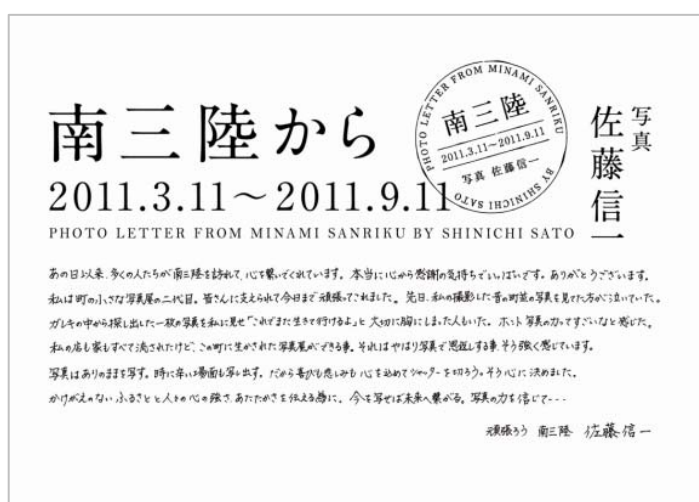 南三陸から
2011.3.11～2011.9.11
PHOTO LETTER FROM MINAMI SANRIKU BY SHINICHI SATO
PHOTO LETTER FROM MINAMI SANRIKU
南三陸
2011.3.11～2011.9.11
写真 佐藤信一
BY SHINICHI SATO
写真
佐藤信一
あの日以来、多くの人たちが南三陸を訪れて、心を繋いでくれています。本当に心から感謝の気持ちでいっぱいです。ありがとうございます。
私は町の小さな写真屋の二代目。皆さんに支えられて今日まで頑張ってこれました。先日、私の撮影した昔の町並の写真を見てた方が泣いていた。
ガレキの中から探し出した一枚の写真を私に見せ「これでまた生きて行けるよ」と大切に胸にしまった人もいた。ホント写真の力ってすごいなと感じた。
私の店も家もすべて流されたけど、この町に生かされた写真屋ができる事。それはやはり写真で恩返しする事。そう強く感じています。
写真はありのままを写す。時に辛い場面も写し出す。だから喜びも悲しみも心を込めてシャッターを切ろう。そう心に決めました。
かけがえのないふるさとと人々の心の強さ、あたたかさを伝える為に、今を写せば未来へ繋がる。写真の力を信じて---
頑張ろう 南三陸 佐藤信一